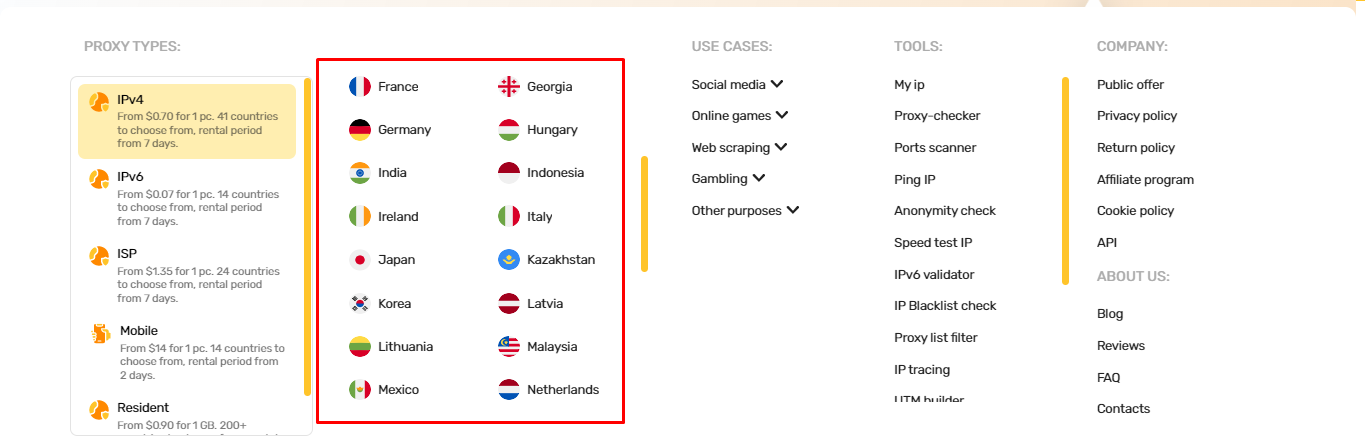 PROXY TYPES:
IPv4
From $0.70 for 1 pc. 41 countries
to choose from, rental period
from 7 days.
IPv6
From $0.07 for 1 pc. 14 countries
to choose from, rental period
from 7 days.
ISP
From $1.35 for 1 pc. 24 countries
to choose from, rental period
from 7 days.
Mobile
From $14 for 1 pc. 14 countries to
choose from, rental period from
2 days.
Resident
From $0.90 for 1 GB. 200+
France
Georgia
Germany
Hungary
India
Indonesia
Ireland
Italy
Japan
Kazakhstan
Korea
Latvia
Lithuania
Malaysia
Mexico
Netherlands
USE CASES:
Social media
Online games
Web scraping
Gambling
Other purposes
TOOLS:
My ip
Proxy-checker
Ports scanner
Ping IP
Anonymity check
Speed test IP
IPv6 validator
IP Blacklist check
Proxy list filter
IP tracing
UTM builder
COMPANY:
Public offer
Privacy policy
Return policy
Affiliate program
Cookie policy
API
ABOUT US:
Blog
Reviews
FAQ
Contacts